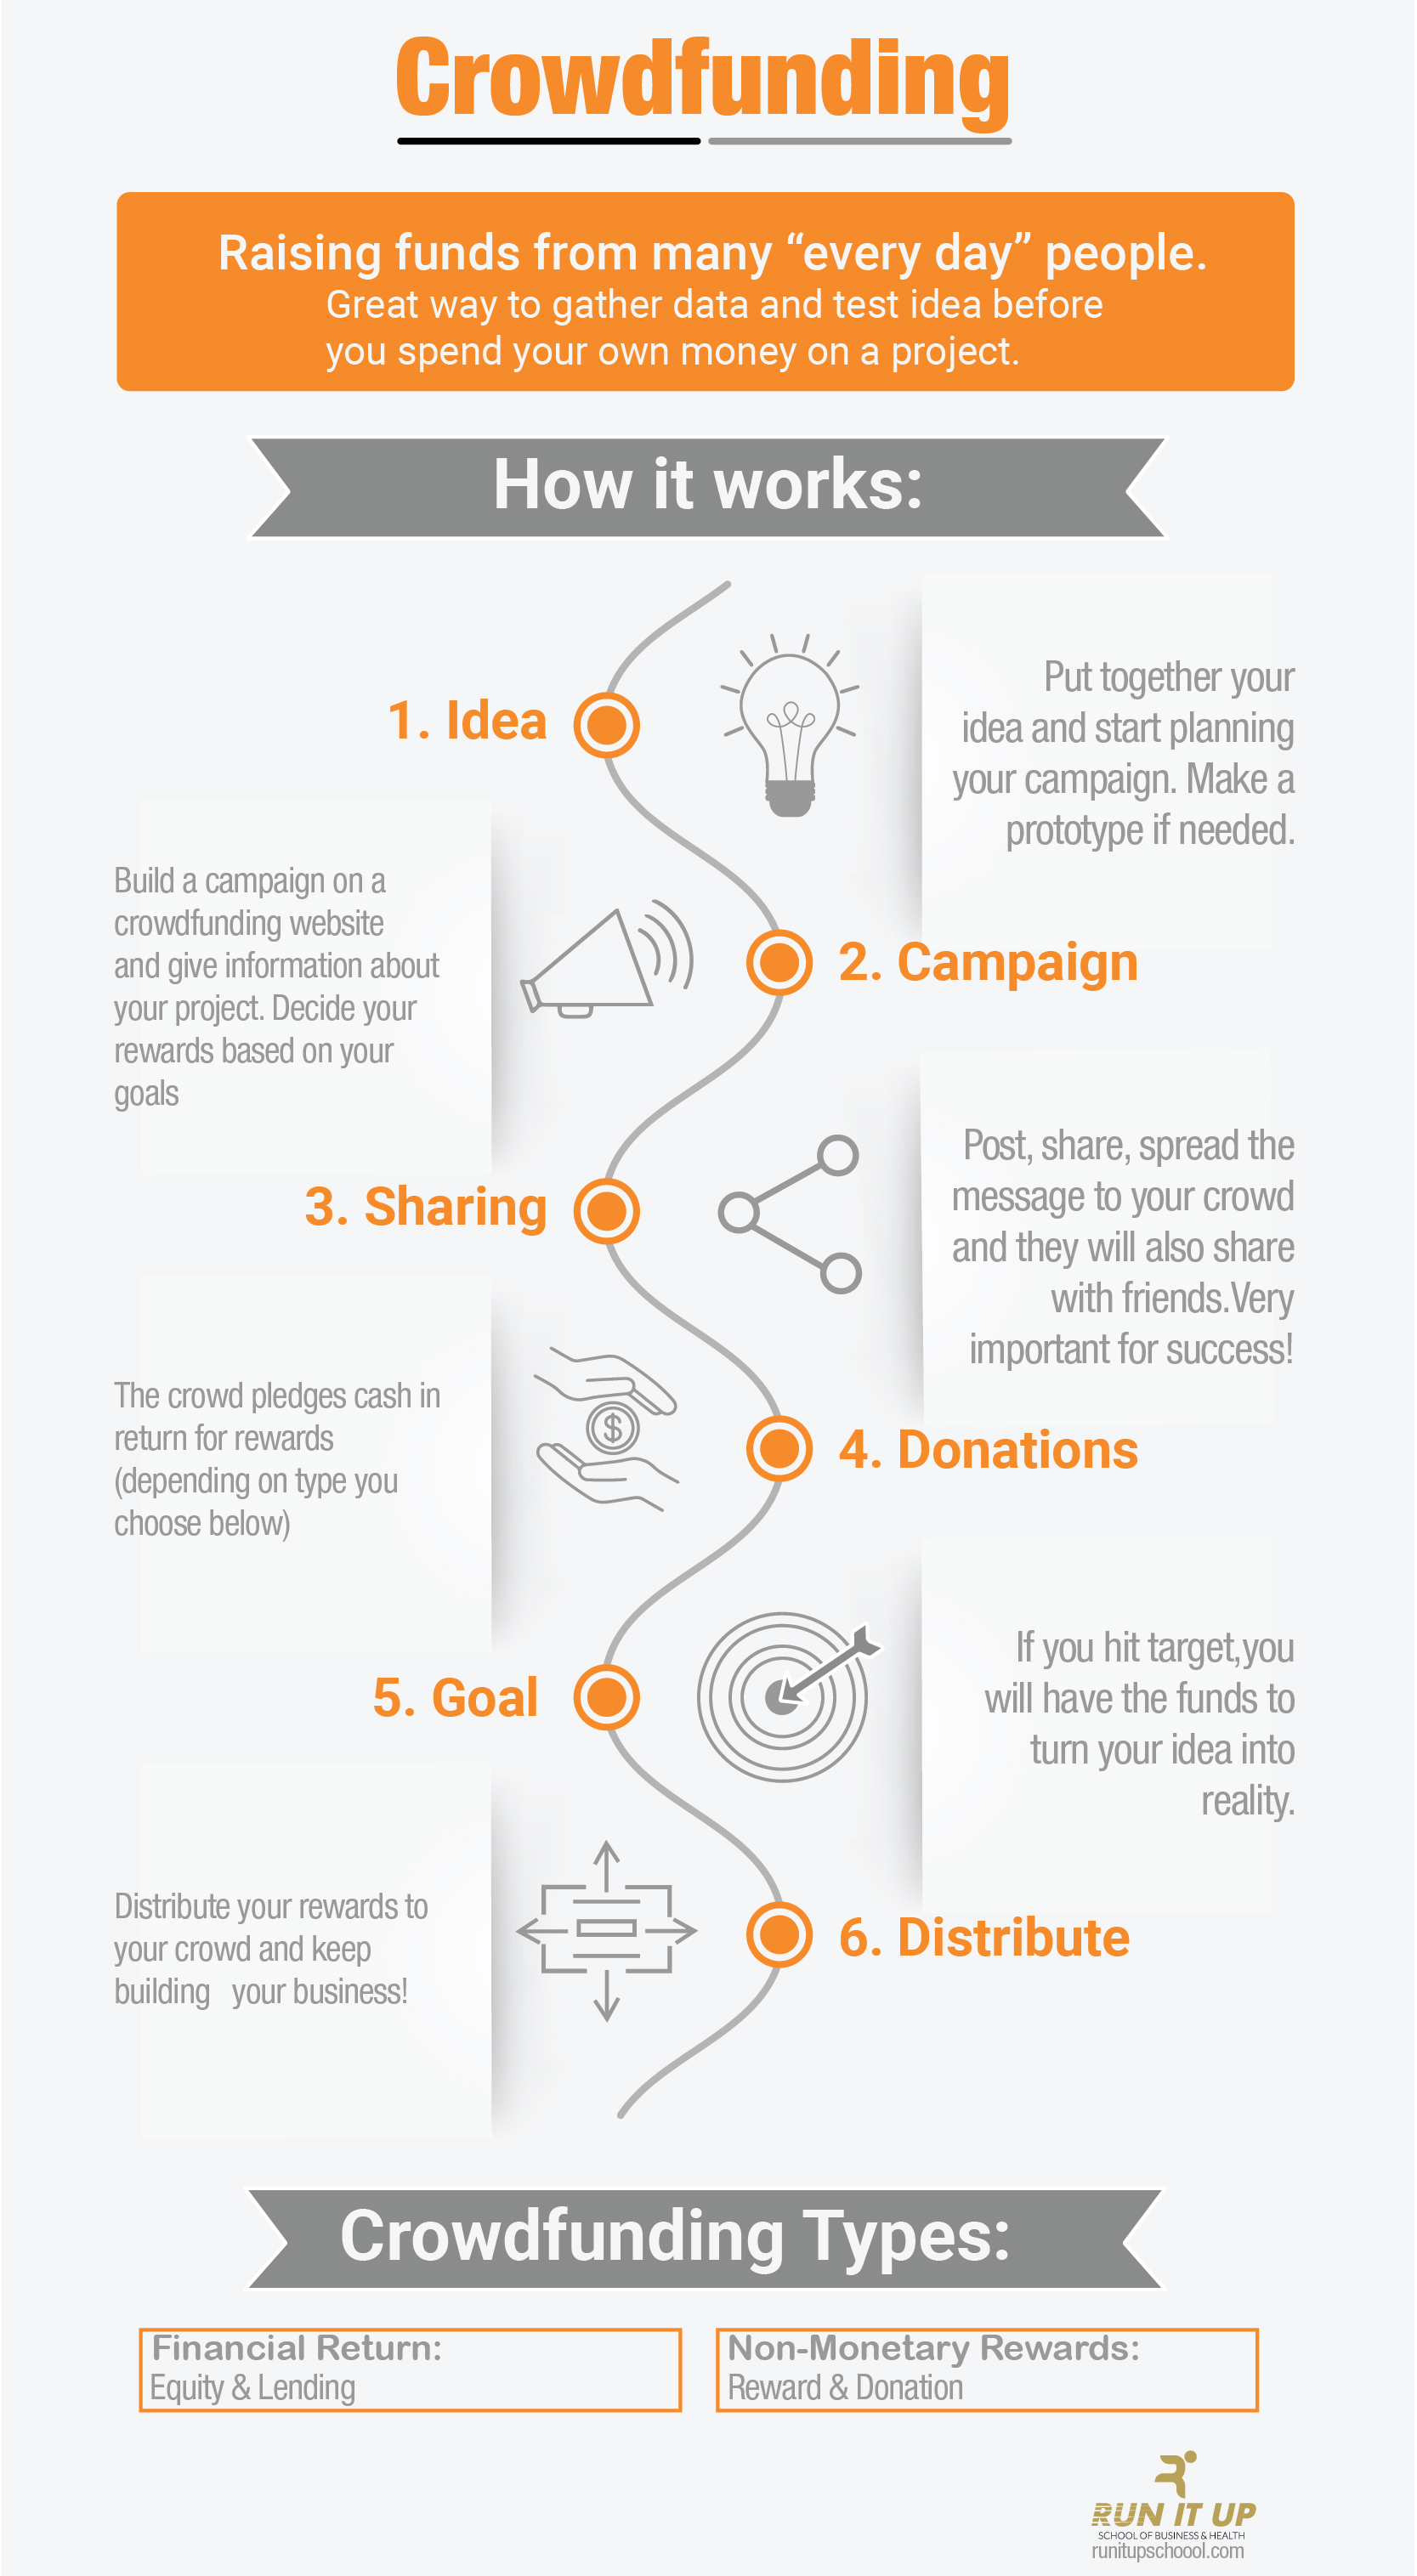 Crowdfunding
Raising funds from many “every day” people.
Great way to gather data and test idea before
you spend your own money on a project.
How it works:
1. Idea
Put together your
idea and start planning
your campaign. Make a
prototype if needed.
Build a campaign on a
crowdfunding website
and give information about
your project. Decide your
rewards based on your
goals
2. Campaign
3. Sharing
Post, share, spread the
message to your crowd
and they will also share
with friends.Very
important for success!
The crowd pledges cash in
return for rewards
(depending on type you
choose below)
$
4. Donations
5. Goal
If you hit target,you
will have the funds to
turn your idea into
reality.
Distribute your rewards to
your crowd and keep
building your business!
6. Distribute
Crowdfunding Types:
Financial Return:
Equity & Lending
Non-Monetary Rewards:
Reward & Donation
RUN IT UP
SCHOOL OF BUSINESS & HEALTH
runitupschoool.com